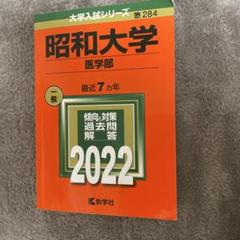 大学入試シリーズ 284
昭和大学
医学部
一般
最近7カ年
傾向と対策
過去問
解答
2022
教学社